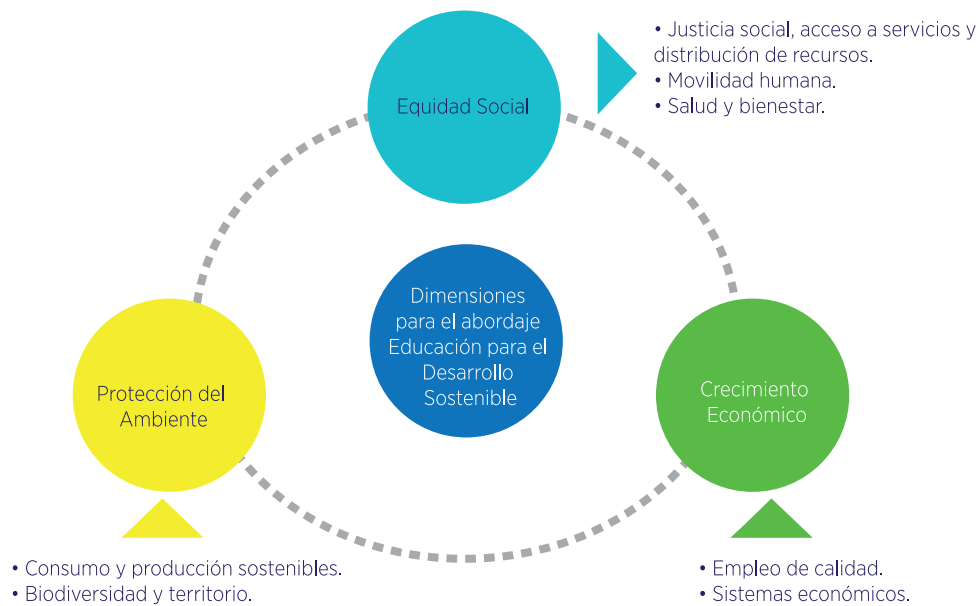 • Justicia social, acceso a servicios y
distribución de recursos.
• Movilidad humana.
• Salud y bienestar.
Equidad Social
Dimensiones
para el abordaje
Educación para el
Desarrollo
Sostenible
Protección del
Ambiente
Crecimiento
Económico
• Consumo y producción sostenibles.
• Biodiversidad y territorio.
• Empleo de calidad.
• Sistemas económicos.